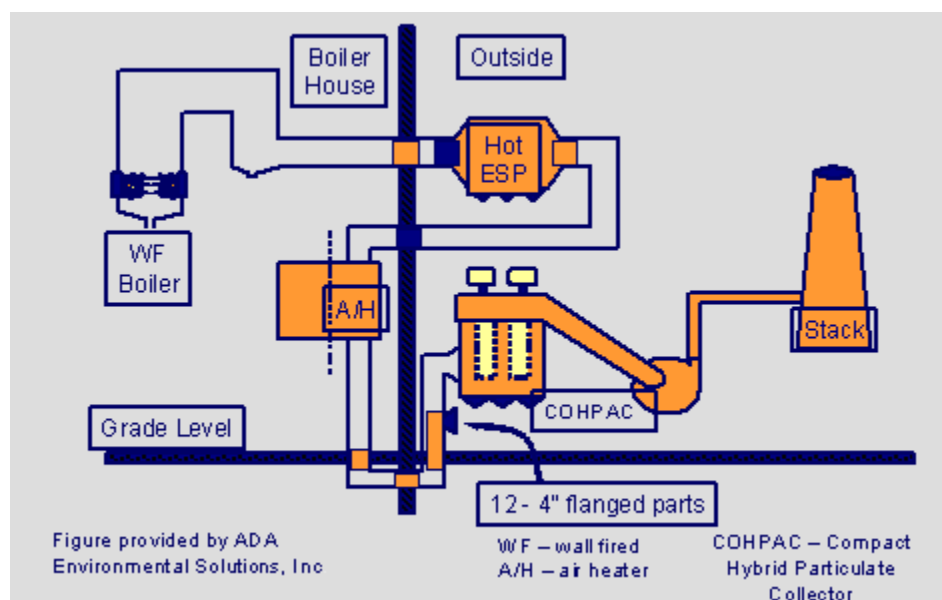 Boiler
House
Outside
Hot
ESP
WF
Boiler
A/H
Stack
COHPAC
Grade Level
12- 4" flanged parts
Figure provided by ADA
Environmental Solutions, Inc
WF – wall fired
A/H – air heater
COHPAC – Compact
Hybrid Particulate
Collector